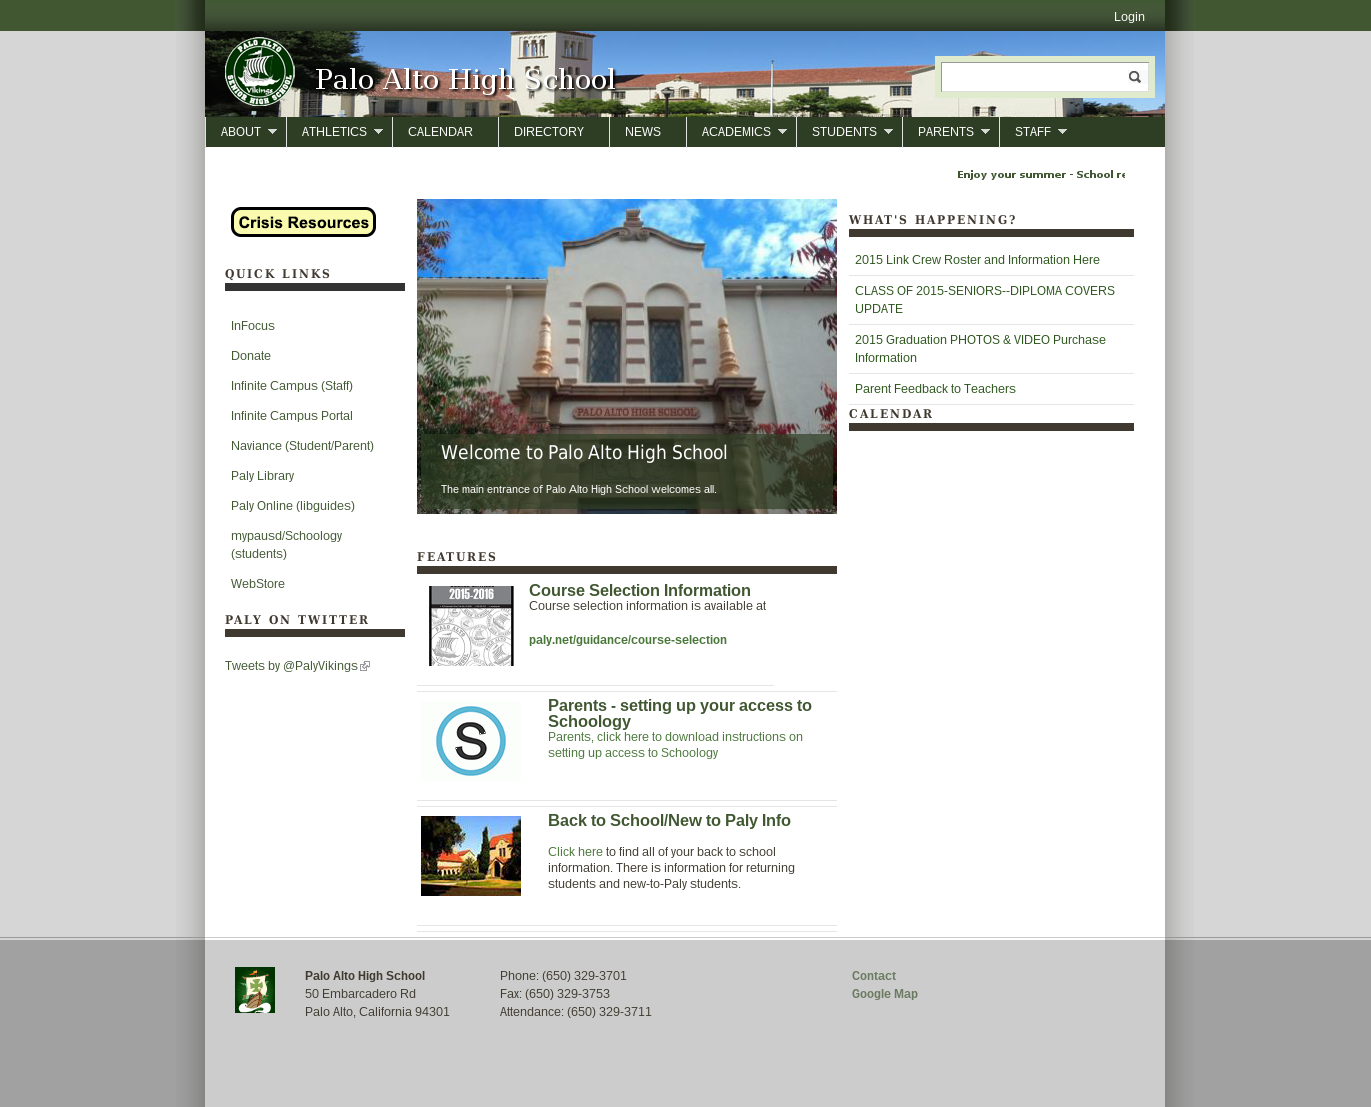 Login
PALO ALTO
SENIOR HIGH SCHOOL
Vikings
Palo Alto High School
ABOUT
ATHLETICS
CALENDAR
DIRECTORY
NEWS
ACADEMICS
STUDENTS
PARENTS
STAFF
Enjoy your summer - School re
Crisis Resources
QUICK LINKS
InFocus
Donate
Infinite Campus (Staff)
Infinite Campus Portal
Naviance (Student/Parent)
Paly Library
Paly Online (libguides)
mypausd/Schoology
(students)
WebStore
PALY ON TWITTER
Tweets by @PalyVikings
PALO ALTO HIGH SCHOOL
Welcome to Palo Alto High School
The main entrance of Palo Alto High School welcomes all.
FEATURES
2015-2016
Course Selection Information
Course selection information is available at
paly.net/guidance/course-selection
S
Parents - setting up your access to
Schoology
Parents, click here to download instructions on
setting up access to Schoology
Back to School/New to Paly Info
Click here to find all of your back to school
information. There is information for returning
students and new-to-Paly students.
WHAT'S HAPPENING?
2015 Link Crew Roster and Information Here
CLASS OF 2015-SENIORS--DIPLOMA COVERS
UPDATE
2015 Graduation PHOTOS & VIDEO Purchase
Information
Parent Feedback to Teachers
CALENDAR
Palo Alto High School
50 Embarcadero Rd
Palo Alto, California 94301
Phone: (650) 329-3701
Fax: (650) 329-3753
Attendance: (650) 329-3711
Contact
Google Map